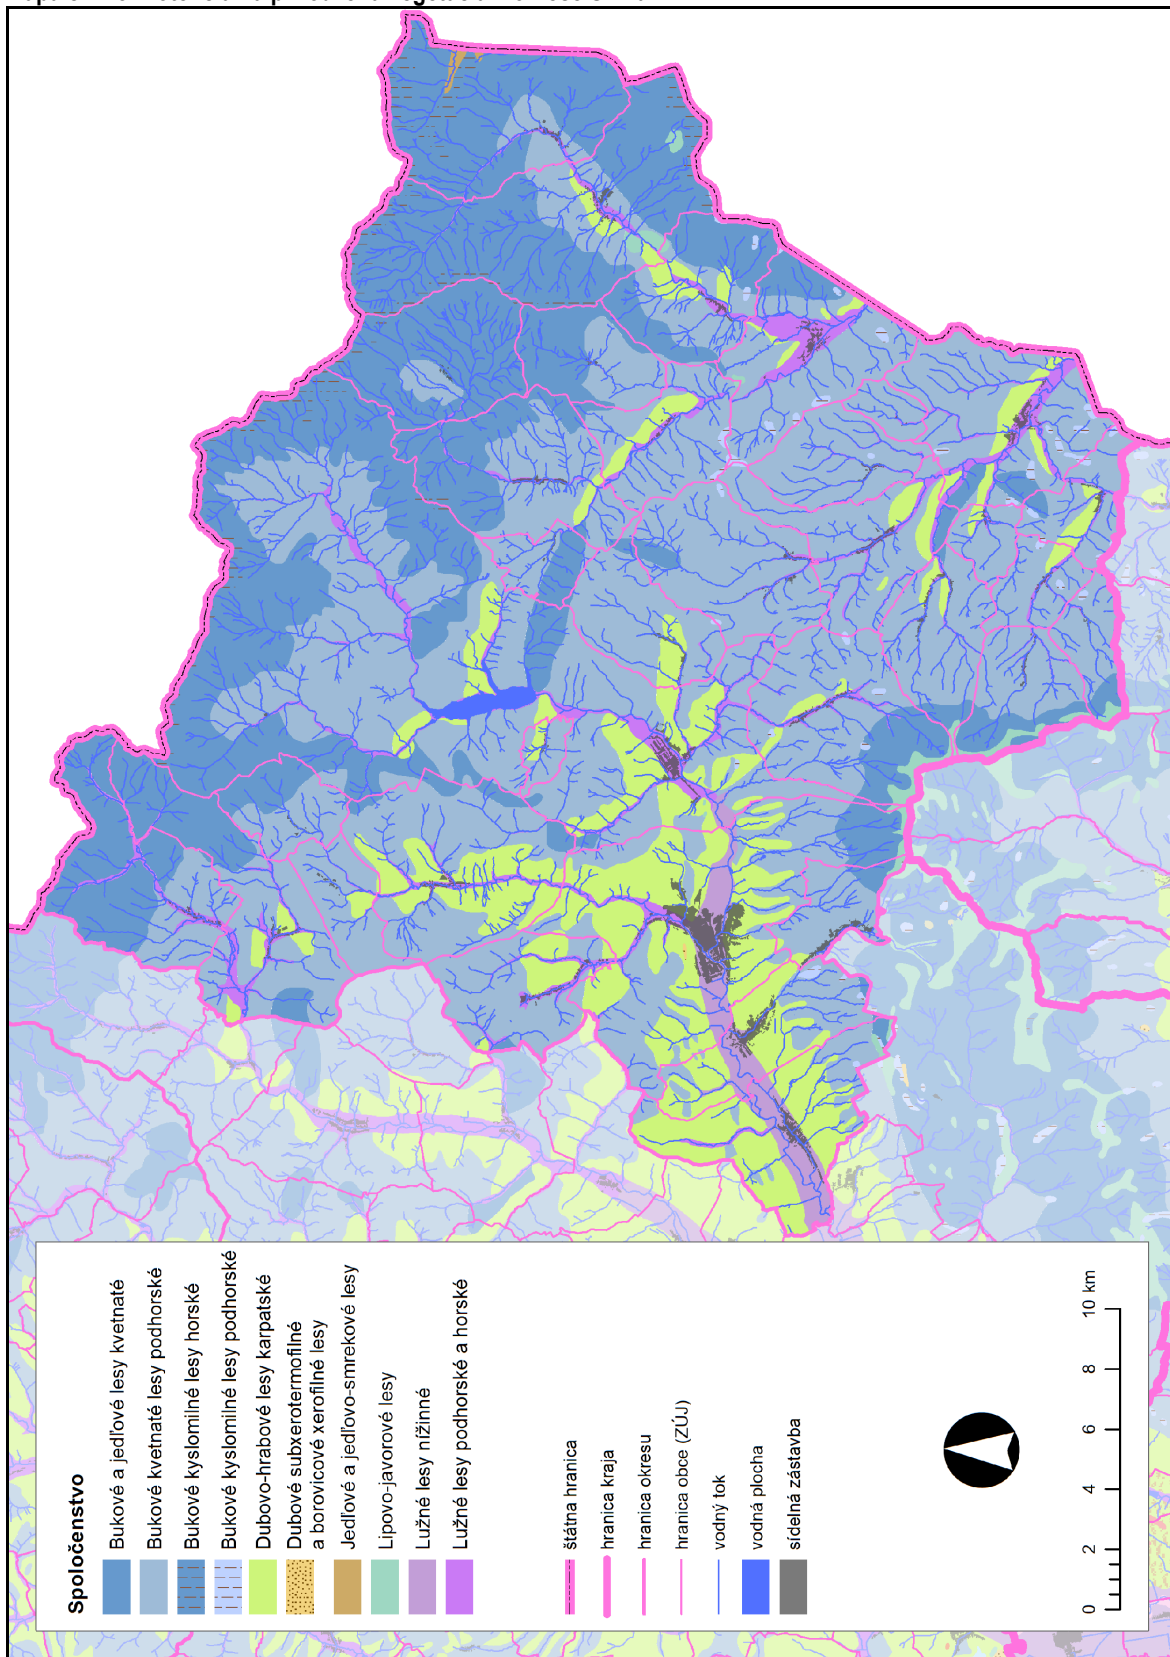 Spoločenstvo
Bukové a jedľové lesy kvetnaté
Bukové kvetnaté lesy podhorské
Bukové kyslomilné lesy horské
Bukové kyslomilné lesy podhorské
Dubovo-hrabové lesy karpatské
Dubové subxerotermofilné
a borovicové xerofilné lesy
Jedľové a jedľovo-smrekové lesy
Lipovo-javorové lesy
Lužné lesy nížinné
Lužné lesy podhorské a horské
štátna hranica
hranica kraja
hranica okresu
hranica obce (ZÚJ)
vodný tok
vodná plocha
sídelná zástavba
0 2 4 6 8 10 km